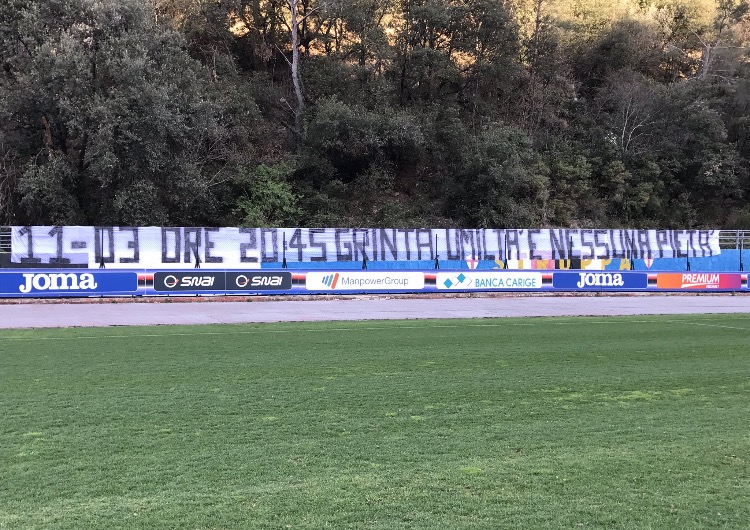 11-03 ORE 20:45 GRINTA UMILTA' E NESSUNA PIETA'
JOMA SNAI SNAI ManpowerGroup BANCA CARIGE JOMA PREMIUM